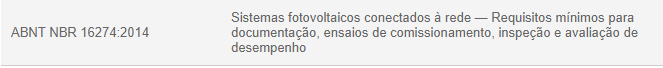 ABNT NBR 16274:2014
Sistemas fotovoltaicos conectados à rede — Requisitos mínimos para
documentação, ensaios de comissionamento, inspeção e avaliação de
desempenho